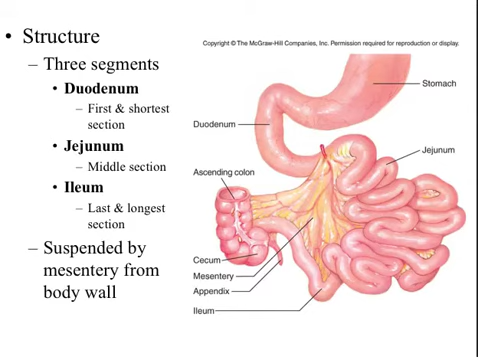 • Structure
– Three segments
• Duodenum
– First & shortest
section
• Jejunum
– Middle section
• Ileum
– Last & longest
section
– Suspended by
mesentery from
body wall
Copyright © The McGraw-Hill Companies, Inc. Permission required for reproduction or display.
Stomach
Duodenum
Jejunum
Ascending colon
Cecum
Mesentery
Appendix
Ileum